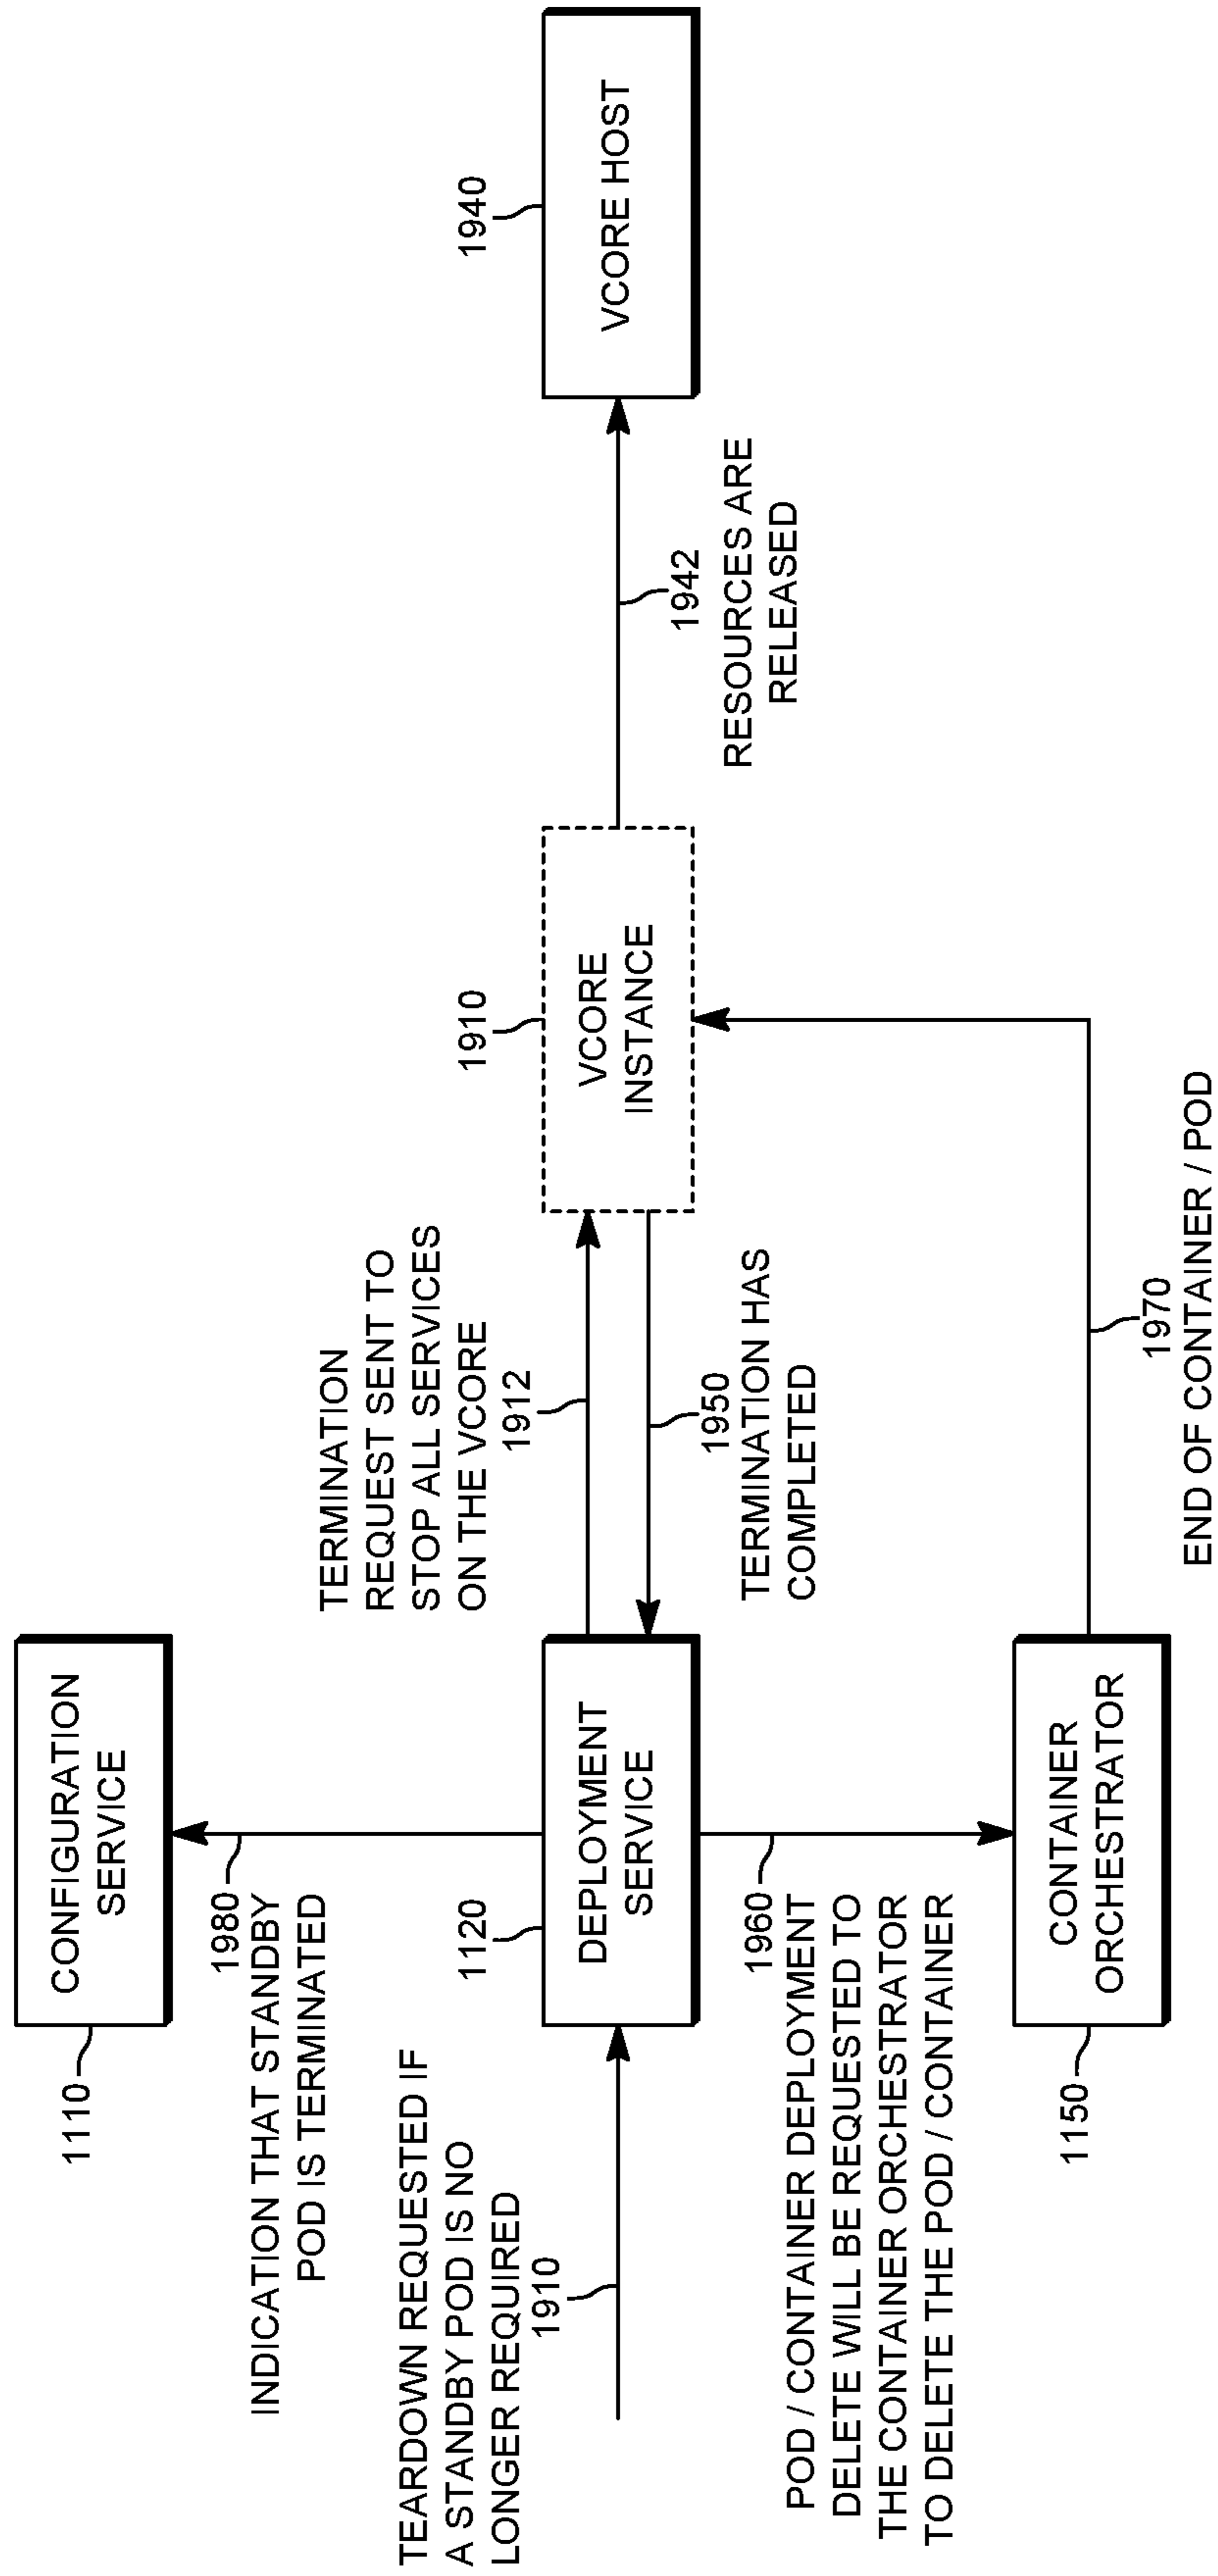 CONFIGURATION
SERVICE
1110
1980
INDICATION THAT STANDBY
POD IS TERMINATED
TEARDOWN REQUESTED IF
A STANDBY POD IS NO
LONGER REQUIRED
1910
1120
DEPLOYMENT
SERVICE
TERMINATION
REQUEST SENT TO
STOP ALL SERVICES
ON THE VCORE
1912
1950
TERMINATION HAS
COMPLETED
1910
VCORE
INSTANCE
1942
RESOURCES ARE
RELEASED
1940
VCORE HOST
1960
POD / CONTAINER DEPLOYMENT
DELETE WILL BE REQUESTED TO
THE CONTAINER ORCHESTRATOR
TO DELETE THE POD / CONTAINER
CONTAINER
ORCHESTRATOR
1150
1970
END OF CONTAINER / POD